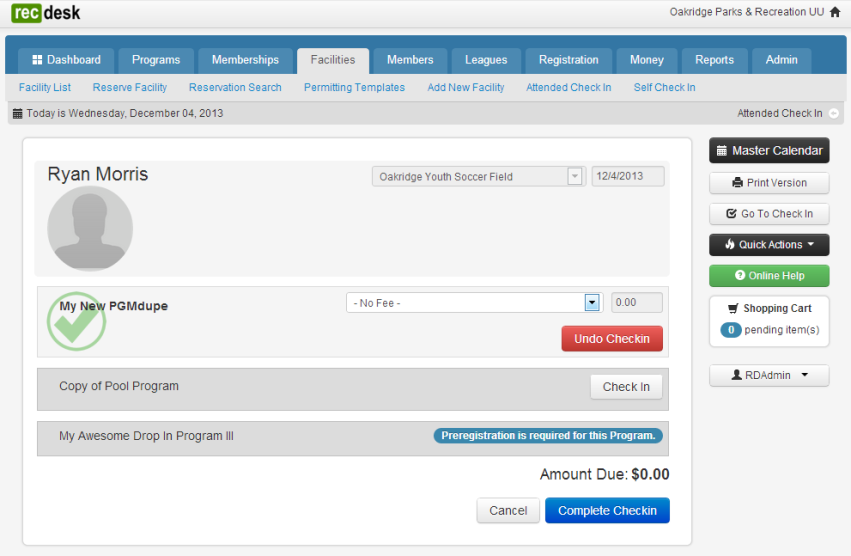 recdesk
Oakridge Parks & Recreation UU
Dashboard Programs Memberships Facilities Members Leagues Registration Money Reports Admin
Facility List Reserve Facility Reservation Search Permitting Templates Add New Facility Attended Check In Self Check In
Today is Wednesday, December 04, 2013
Attended Check In
Ryan Morris
Oakridge Youth Soccer Field
12/4/2013
My New PGMdupe
- No Fee -
0.00
Undo Checkin
Copy of Pool Program
Check In
My Awesome Drop In Program III
Preregistration is required for this Program.
Amount Due: $0.00
Cancel
Complete Checkin
Master Calendar
Print Version
Go To Check In
Quick Actions
Online Help
Shopping Cart
0 pending item(s)
RDAdmin